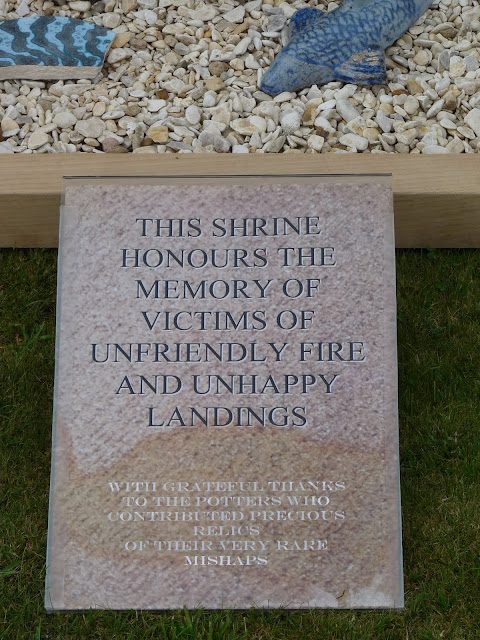 THIS SHRINE
HONOURS THE
MEMORY OF
VICTIMS OF
UNFRIENDLY FIRE
AND UNHAPPY
LANDINGS
WITH GRATEFUL THANKS
TO THE POTTERS WHO
CONTRIBUTED PRECIOUS
RELICS
OF THEIR VERY RARE
MISHAPS